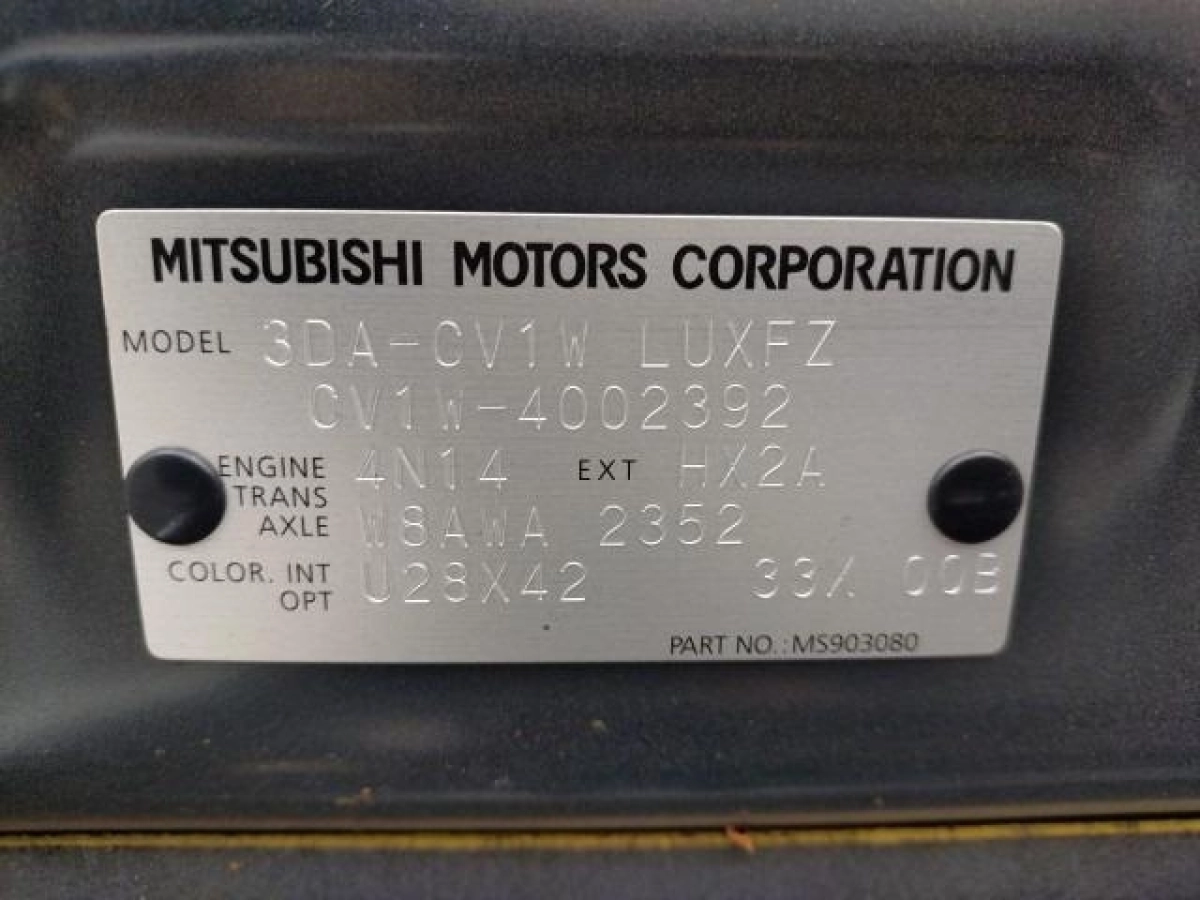 MITSUBISHI MOTORS CORPORATION
MODEL 3DA-CV1W LUXFZ
CV1W-4002392
ENGINE 4N14 EXT HX2A
TRANS
AXLE W8AWA 2352
COLOR. INT U28X42 33% 00B
OPT
PART NO.: MS903080